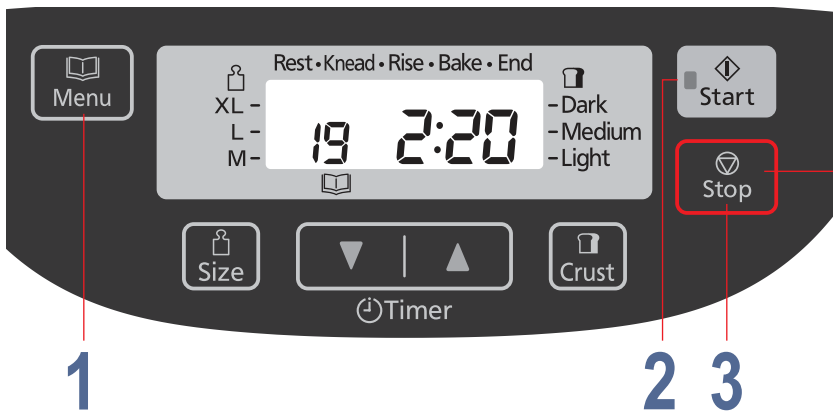 Menu
Rest • Knead • Rise • Bake • End
XL –
L –
M –
19
2:20
– Dark
– Medium
– Light
Start
Stop
Size
Timer
Crust
1
2
3